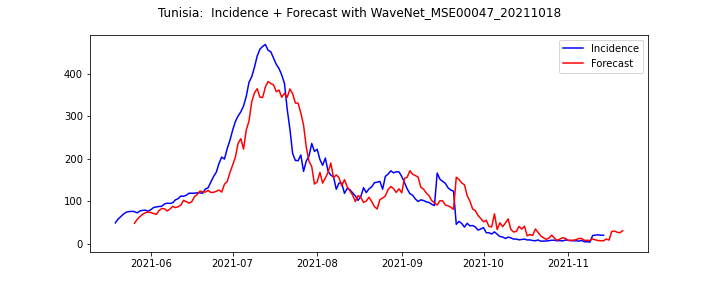 Tunisia:  Incidence + Forecast with WaveNet_MSE00047_20211018
Incidence
Forecast
400
300
200
100
0
2021-06 2021-07 2021-08 2021-09 2021-10 2021-11